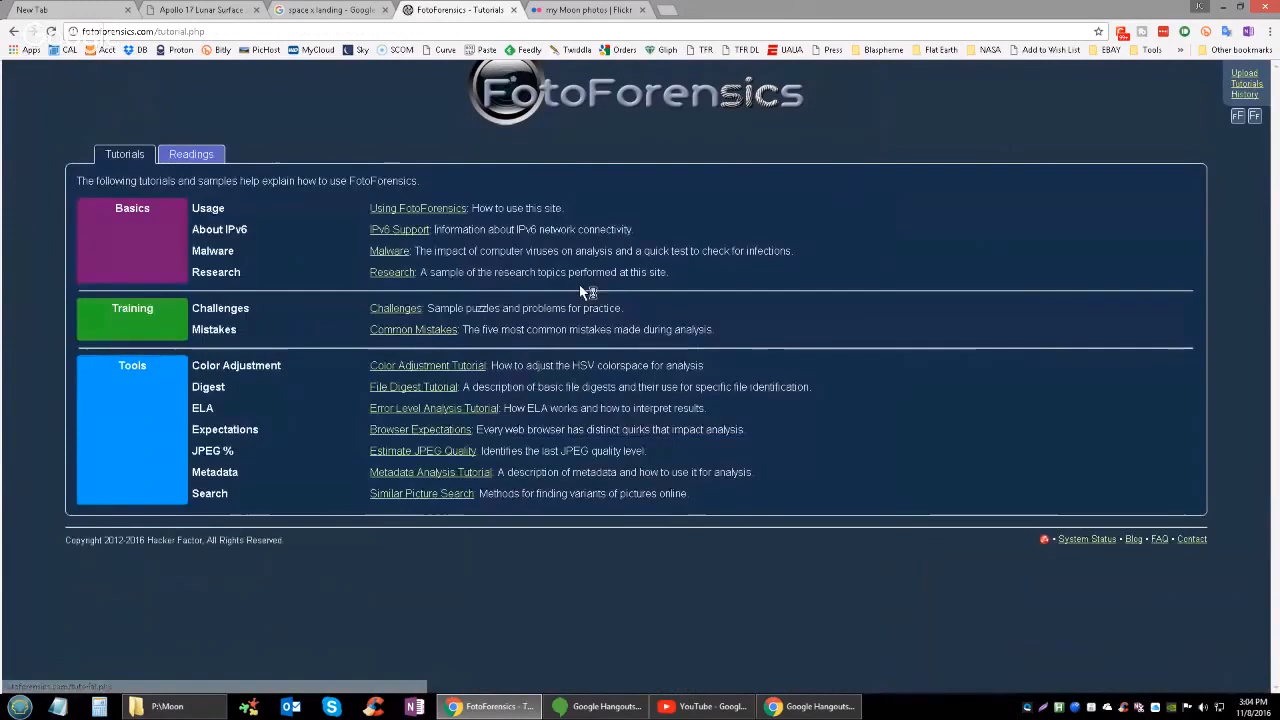 New Tab
Apollo 17 Lunar Surface
space x landing - Google
FotoForensics - Tutorials
my Moon photos | Flickr
fotoforensics.com/tutorial.php
Apps Acct DB Proton Bitly PicHost MyCloud Sky SCOUT Curve Paste Feedly Twiddla Orders Gliph TFR TFR DL EUJA Press Blaspheme Flat Earth NASA Add to Wish List EBAY Tools » Other bookmarks
FotoForensics
Upload
Tutorials
History
Tutorials Readings
The following tutorials and samples help explain how to use FotoForensics.
Basics Usage Using FotoForensics: How to use this site.
About IPv6 IPv6 Support: Information about IPv6 network connectivity.
Malware Malware: The impact of computer viruses on analysis and a quick test to check for infections.
Research Research: A sample of the research topics performed at this site.
Training Challenges Challenges: Sample puzzles and problems for practice.
Mistakes Common Mistakes: The five most common mistakes made during analysis.
Tools Color Adjustment Color Adjustment Tutorial: How to adjust the HSV colorspace for analysis
Digest File Digest Tutorial: A description of basic file digests and their use for specific file identification.
ELA Error Level Analysis Tutorial: How ELA works and how to interpret results.
Expectations Browser Expectations: Every web browser has distinct quirks that impact analysis.
JPEG % Estimate JPEG Quality: Identifies the last JPEG quality level.
Metadata Metadata Analysis Tutorial: A description of metadata and how to use it for analysis.
Search Similar Picture Search: Methods for finding variants of pictures online.
Copyright 2012-2016 Hacker Factor, All Rights Reserved.
• System Status • Blog • FAQ • Contact
fotoforensics.com/tutorial.php
P:\Moon
FotoForensics - T...
Google Hangouts...
YouTube - Googl...
Google Hangouts...
3:04 PM
11/8/2016